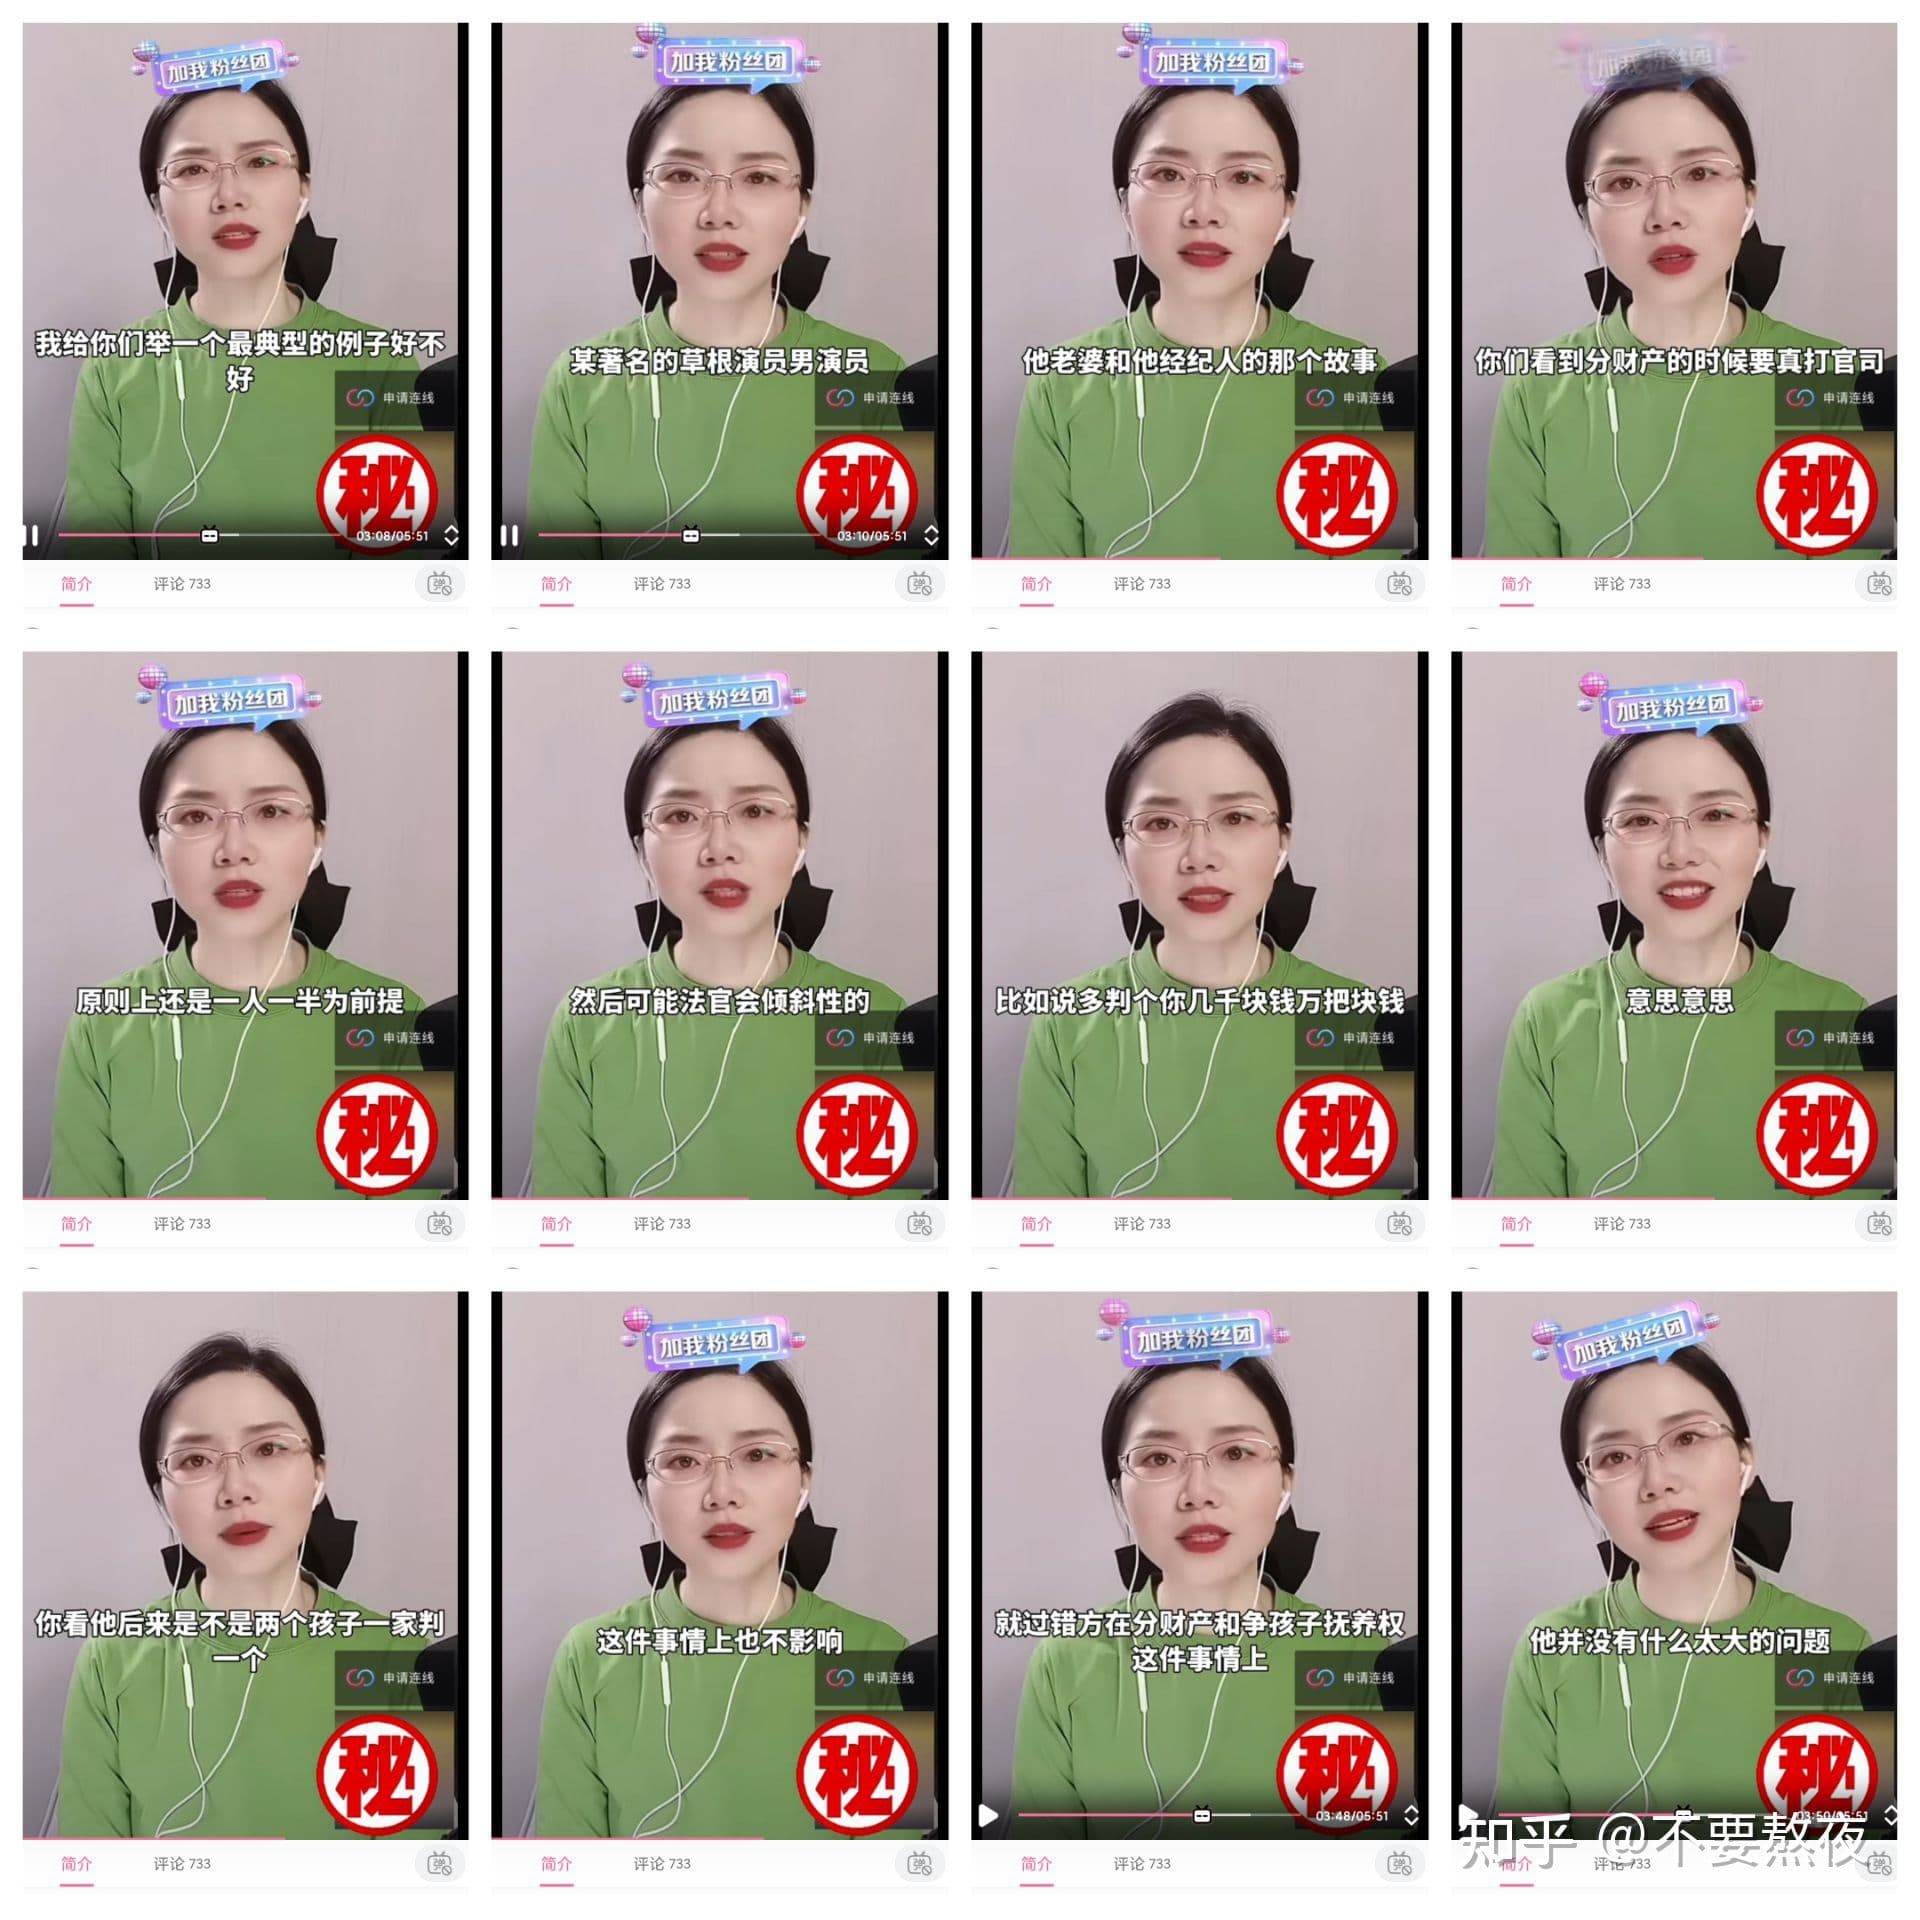 加我粉丝团
我给你们举一个最典型的例子好不
好
申请连线
秘
03:08/05:51
简介 评论 733
加我粉丝团
某著名的草根演员男演员
申请连线
秘
03:10/05:51
简介 评论 733
加我粉丝团
他老婆和他经纪人的那个故事
申请连线
秘
简介 评论 733
加我粉丝团
你们看到分财产的时候要真打官司
申请连线
秘
简介 评论 733
加我粉丝团
原则上还是一人一半为前提
申请连线
秘
简介 评论 733
加我粉丝团
然后可能法官会倾斜性的
申请连线
秘
简介 评论 733
比如说多判个你几千块钱万把块钱
申请连线
秘
简介 评论 733
加我粉丝团
意思意思
申请连线
秘
简介 评论 733
你看他后来是不是两个孩子一家判
一个
申请连线
秘
简介 评论 733
加我粉丝团
这件事情上也不影响
申请连线
秘
简介 评论 733
加我粉丝团
就过错方在分财产和争孩子抚养权
这件事情上
申请连线
秘
03:48/05:51
简介 评论 733
加我粉丝团
他并没有什么太大的问题
申请连线
秘
03:50/05:51
知乎 @不要熬夜
简介 评论 733